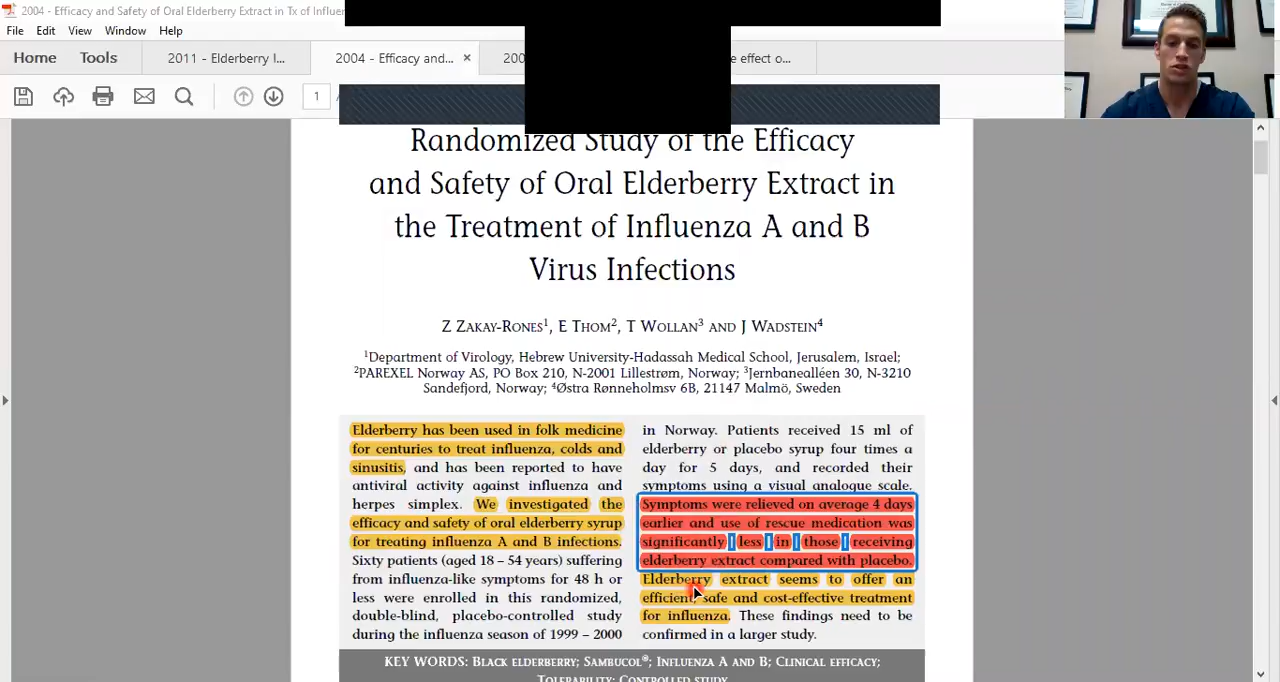 2004 - Efficacy and Safety of Oral Elderberry Extract in Tx of Influen
File Edit View Window Help
Home Tools 2011 - Elderberry I... 2004 - Efficacy and... × 200 e effect o...
1
Randomized Study of the Efficacy
and Safety of Oral Elderberry Extract in
the Treatment of Influenza A and B
Virus Infections
Z Zakay-Rones1, E Thom2, T Wollan3 and J Wadstein4
1Department of Virology, Hebrew University-Hadassah Medical School, Jerusalem, Israel;
2PAREXEL Norway AS, PO Box 210, N-2001 Lillestrøm, Norway; 3Jernbanealléen 30, N-3210
Sandefjord, Norway; 4Østra Rønneholmsv 6B, 21147 Malmö, Sweden
Elderberry has been used in folk medicine
for centuries to treat influenza, colds and
sinusitis, and has been reported to have
antiviral activity against influenza and
herpes simplex. We investigated the
efficacy and safety of oral elderberry syrup
for treating influenza A and B infections.
Sixty patients (aged 18 – 54 years) suffering
from influenza-like symptoms for 48 h or
less were enrolled in this randomized,
double-blind, placebo-controlled study
during the influenza season of 1999 – 2000
in Norway. Patients received 15 ml of
elderberry or placebo syrup four times a
day for 5 days, and recorded their
symptoms using a visual analogue scale.
Symptoms were relieved on average 4 days
earlier and use of rescue medication was
significantly less in those receiving
elderberry extract compared with placebo.
Elderberry extract seems to offer an
efficient, safe and cost-effective treatment
for influenza. These findings need to be
confirmed in a larger study.
KEY WORDS: Black elderberry; Sambucol®; Influenza A and B; Clinical efficacy;
Tolerability; Controlled study